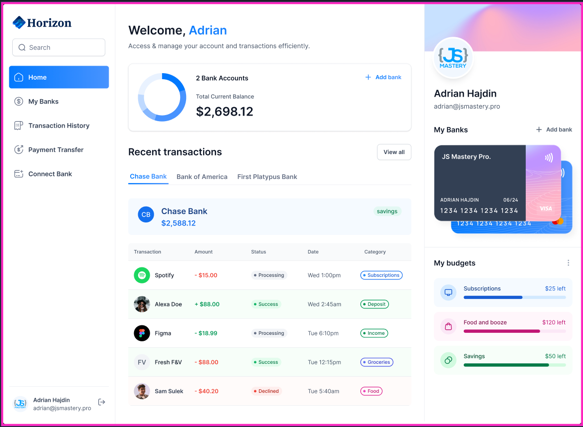 Horizon
Search
Home
My Banks
Transaction History
Payment Transfer
Connect Bank
Adrian Hajdin
adrian@jsmastery.pro
Welcome, Adrian
Access & manage your account and transactions efficiently.
2 Bank Accounts
+ Add bank
Total Current Balance
$2,698.12
Recent transactions
View all
Chase Bank Bank of America First Platypus Bank
CB
Chase Bank
savings
$2,588.12
Transaction Amount Status Date Category
Spotify - $15.00 Processing Wed 1:00pm Subscriptions
Alexa Doe + $88.00 Success Wed 2:45am Deposit
Figma - $18.99 Processing Tue 6:10pm Income
FV Fresh F&V - $88.00 Success Tue 12:15pm Groceries
Sam Sulek - $40.20 Declined Tue 5:40am Food
JS
MASTERY
Adrian Hajdin
adrian@jsmastery.pro
My Banks
+ Add bank
JS Mastery Pro.
ADRIAN HAJDIN 06/24
1234 1234 1234 1234
VISA
1234 1234 1234 1234
My budgets
Subscriptions $25 left
Food and booze $120 left
Savings $50 left